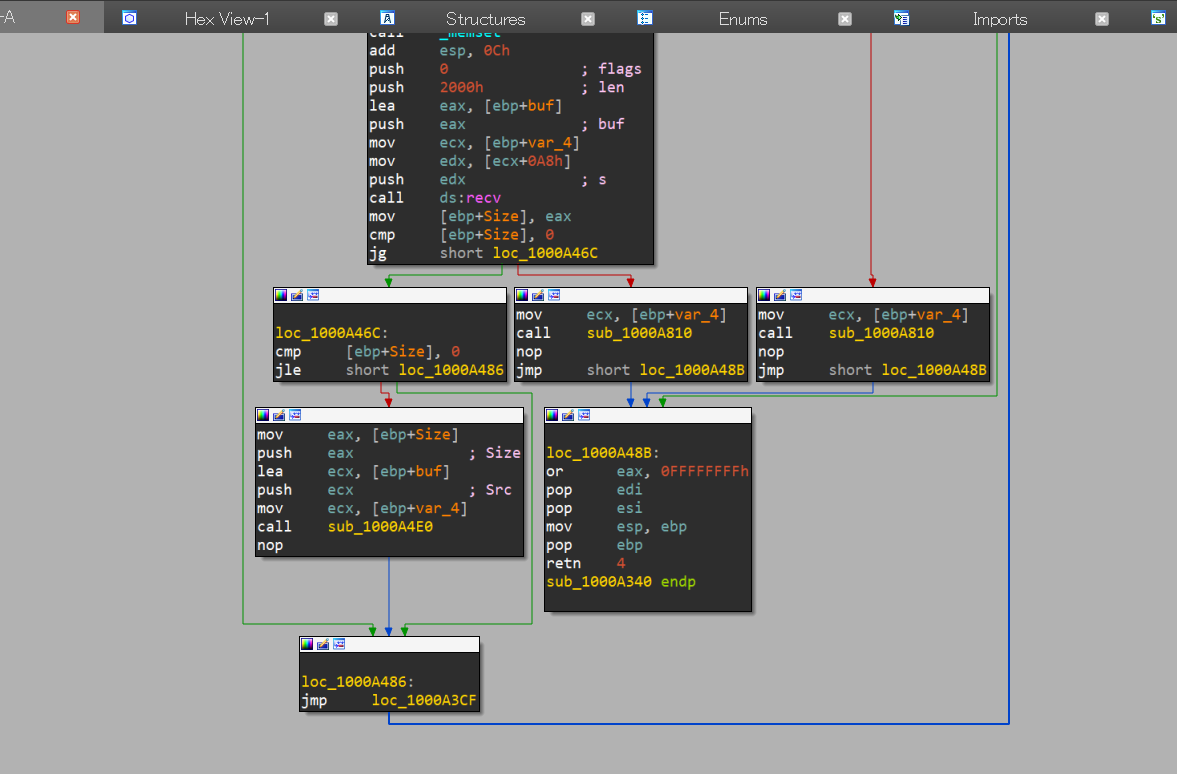 -A Hex View-1 Structures Enums Imports
call _memset
add esp, 0Ch
push 0 ; flags
push 2000h ; len
lea eax, [ebp+buf]
push eax ; buf
mov ecx, [ebp+var_4]
mov edx, [ecx+0A8h]
push edx ; s
call ds:recv
mov [ebp+Size], eax
cmp [ebp+Size], 0
jg short loc_1000A46C
loc_1000A46C:
cmp [ebp+Size], 0
jle short loc_1000A486
mov ecx, [ebp+var_4]
call sub_1000A810
nop
jmp short loc_1000A48B
mov ecx, [ebp+var_4]
call sub_1000A810
nop
jmp short loc_1000A48B
mov eax, [ebp+Size]
push eax ; Size
lea ecx, [ebp+buf]
push ecx ; Src
mov ecx, [ebp+var_4]
call sub_1000A4E0
nop
loc_1000A48B:
or eax, 0FFFFFFFFh
pop edi
pop esi
mov esp, ebp
pop ebp
retn 4
sub_1000A340 endp
loc_1000A486:
jmp loc_1000A3CF